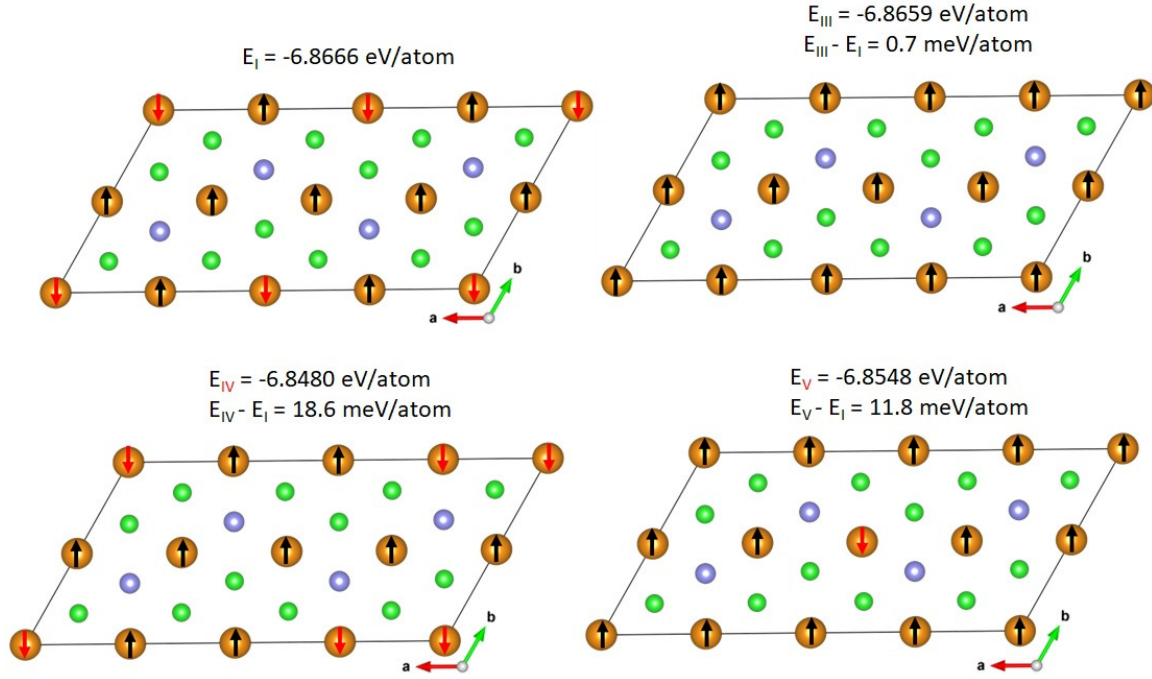 E_I = -6.8666 eV/atom
a
b
E_III = -6.8659 eV/atom
E_III - E_I = 0.7 meV/atom
a
b
E_IV = -6.8480 eV/atom
E_IV - E_I = 18.6 meV/atom
a
b
E_V = -6.8548 eV/atom
E_V - E_I = 11.8 meV/atom
a
b